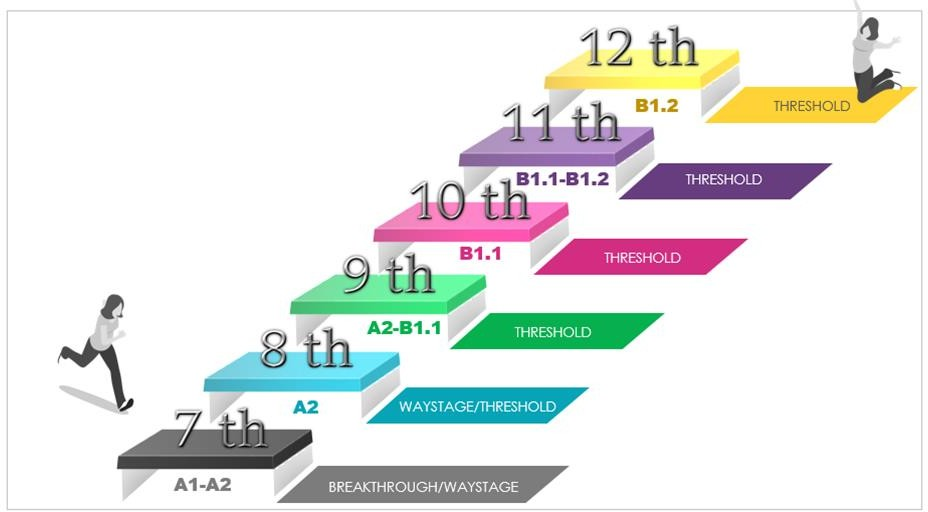 12 th
B1.2
THRESHOLD
11 th
B1.1-B1.2
THRESHOLD
10 th
B1.1
THRESHOLD
9 th
A2-B1.1
THRESHOLD
8 th
A2
WAYSTAGE/THRESHOLD
7 th
A1-A2
BREAKTHROUGH/WAYSTAGE